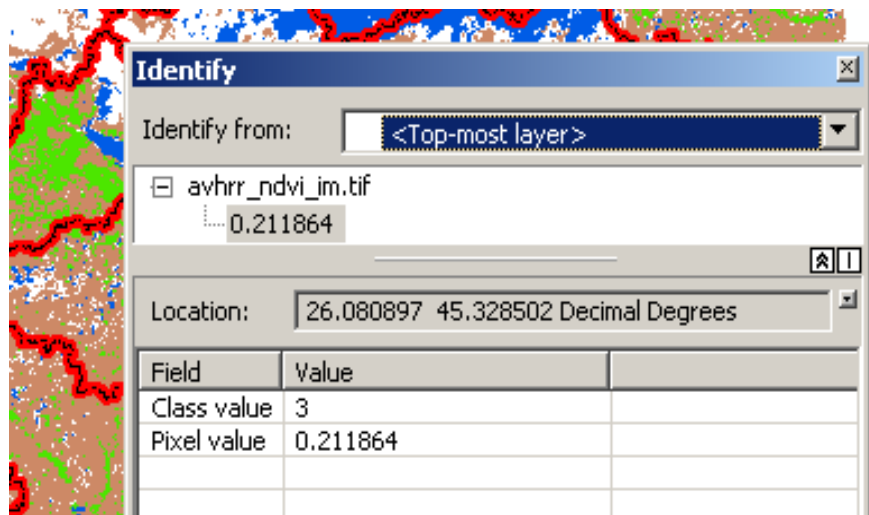 Identify
Identify from: <Top-most layer>
avhrr_ndvi_im.tif
0.211864
Location: 26.080897 45.328502 Decimal Degrees
Field Value
Class value 3
Pixel value 0.211864